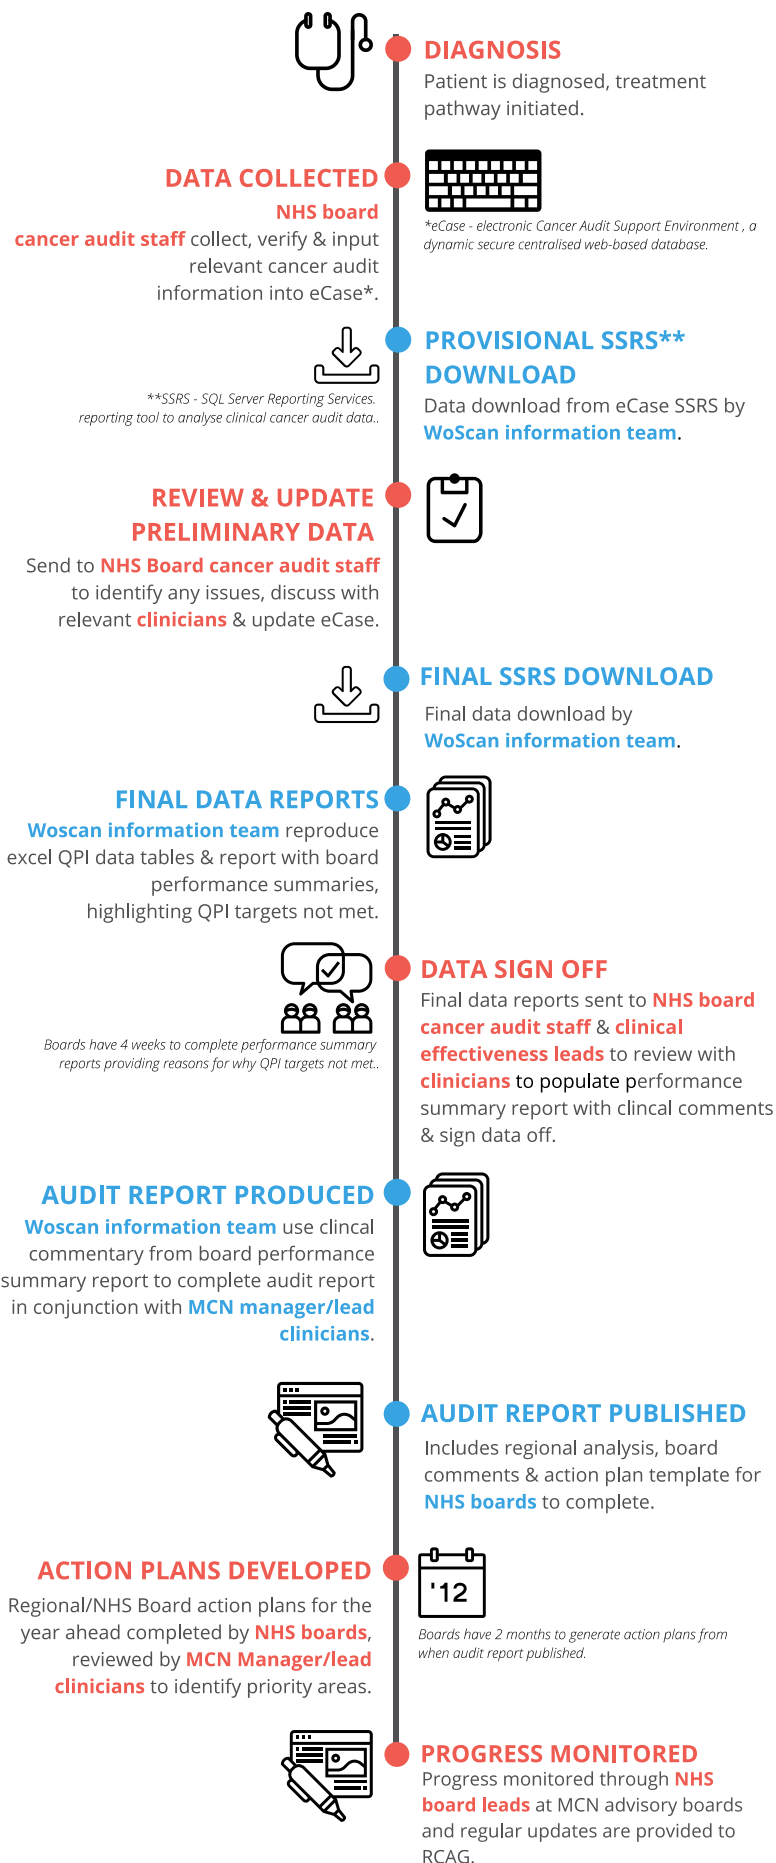 DIAGNOSIS
Patient is diagnosed, treatment
pathway initiated.
DATA COLLECTED
NHS board
cancer audit staff collect, verify & input
relevant cancer audit
information into eCase*.
*eCase - electronic Cancer Audit Support Environment , a
dynamic secure centralised web-based database.
PROVISIONAL SSRS**
DOWNLOAD
Data download from eCase SSRS by
WoScan information team.
**SSRS - SQL Server Reporting Services.
reporting tool to analyse clinical cancer audit data..
REVIEW & UPDATE
PRELIMINARY DATA
Send to NHS Board cancer audit staff
to identify any issues, discuss with
relevant clinicians & update eCase.
FINAL SSRS DOWNLOAD
Final data download by
WoScan information team.
FINAL DATA REPORTS
Woscan information team reproduce
excel QPI data tables & report with board
performance summaries,
highlighting QPI targets not met.
DATA SIGN OFF
Final data reports sent to NHS board
cancer audit staff & clinical
effectiveness leads to review with
clinicians to populate performance
summary report with clincal comments
& sign data off.
Boards have 4 weeks to complete performance summary
reports providing reasons for why QPI targets not met..
AUDIT REPORT PRODUCED
Woscan information team use clincal
commentary from board performance
summary report to complete audit report
in conjunction with MCN manager/lead
clinicians.
AUDIT REPORT PUBLISHED
Includes regional analysis, board
comments & action plan template for
NHS boards to complete.
ACTION PLANS DEVELOPED
Regional/NHS Board action plans for the
year ahead completed by NHS boards,
reviewed by MCN Manager/lead
clinicians to identify priority areas.
'12
Boards have 2 months to generate action plans from
when audit report published.
PROGRESS MONITORED
Progress monitored through NHS
board leads at MCN advisory boards
and regular updates are provided to
RCAG.